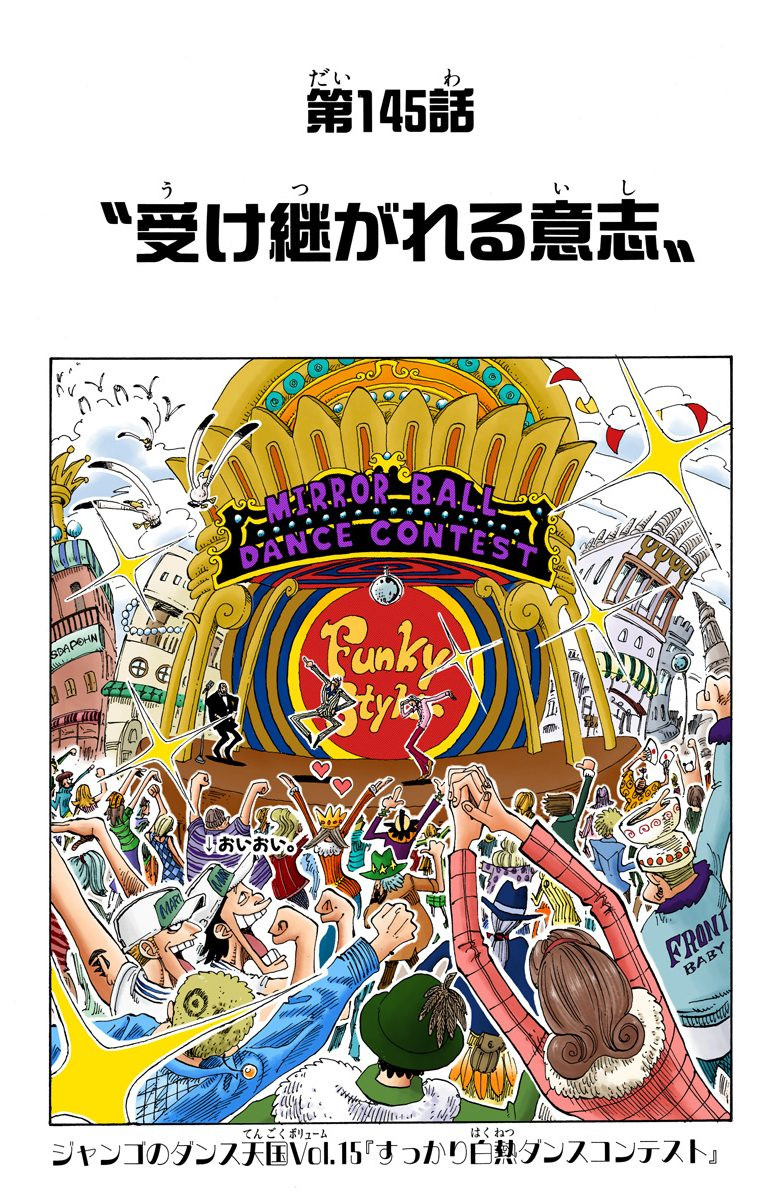 第145話
〝受け継がれる意志〟
MIRROR BALL
DANCE CONTEST
Funky
Style
↓おいおい。
MARI
FRONT
BABY
ジャンゴのダンス天国Vol.15『すっかり白熱ダンスコンテスト』